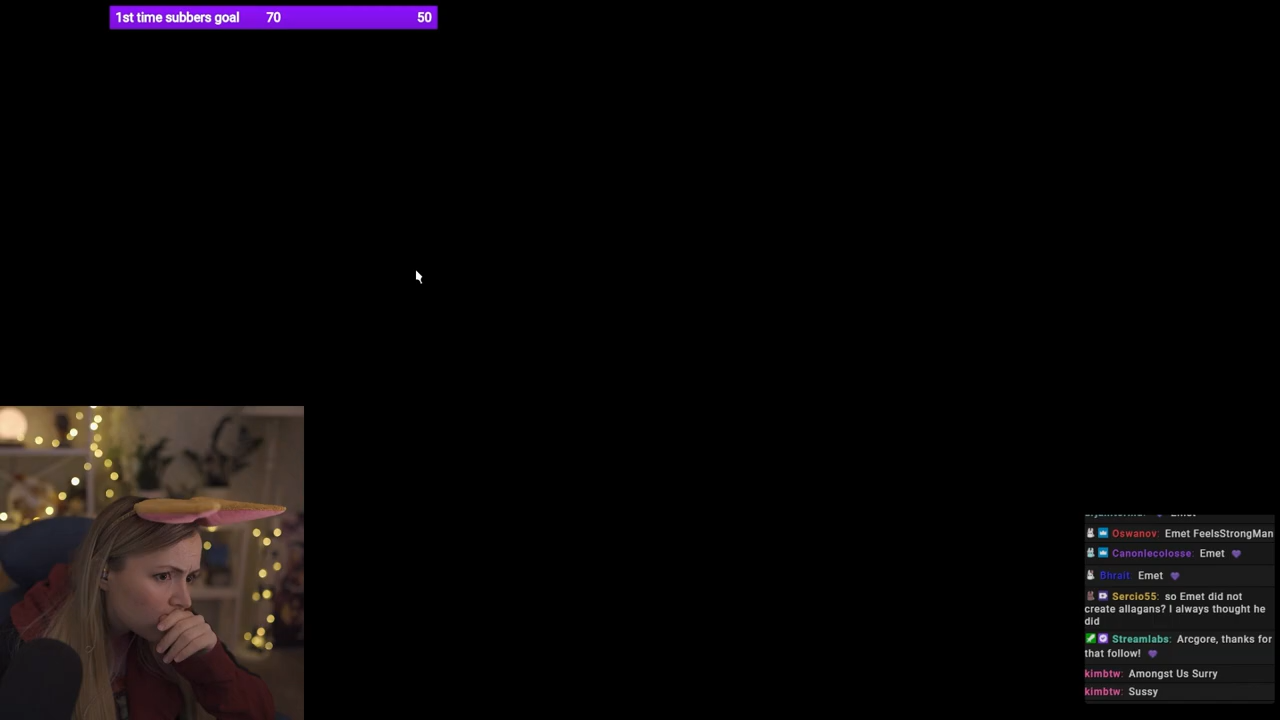 1st time subbers goal 70 50
Emet
Oswanov: Emet FeelsStrongMan
Canonlecolosse: Emet
Bhrait: Emet
Sercio55: so Emet did not
create allagans? I always thought he
did
Streamlabs: Arcgore, thanks for
that follow!
kimbtw: Amongst Us Surry
kimbtw: Sussy